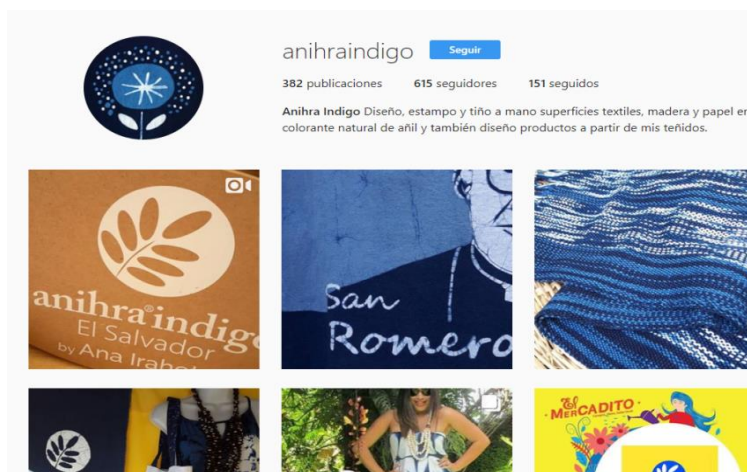 anihraindigo Seguir
382 publicaciones 615 seguidores 151 seguidos
Anihra Indigo Diseño, estampo y tiño a mano superficies textiles, madera y papel en
colorante natural de añil y también diseño productos a partir de mis teñidos.
anihra®indigo
El Salvador
by Ana
San
Romero
El
MERCADITO